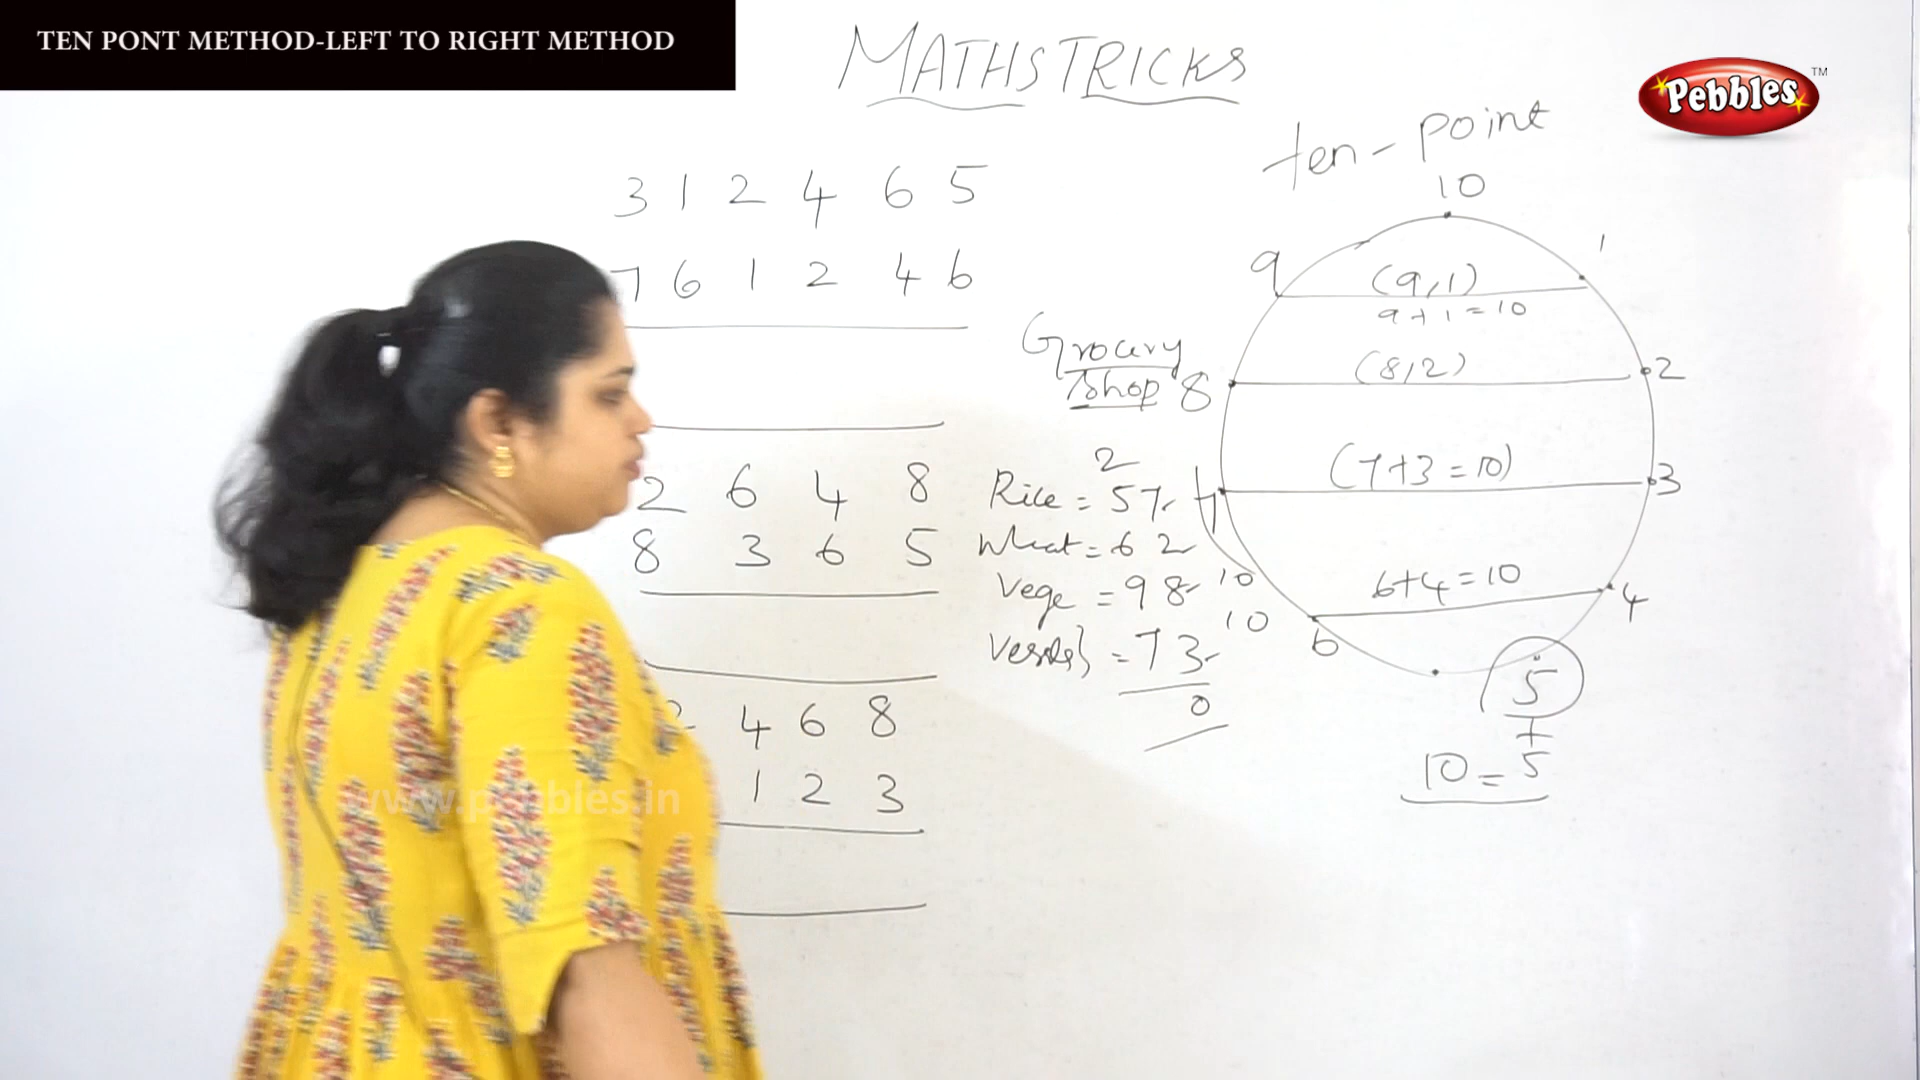 TEN PONT METHOD-LEFT TO RIGHT METHOD
MATHSTRICKS
Pebbles™
ten-point
3 1 2 4 6 5
7 6 1 2 4 6
2 6 4 8
8 3 6 5
2 4 6 8
1 2 3
Grocery
Shop
2
Rice = 57
Wheat = 62
Vege = 98
= 73
0
10
10
10
1
2
3
4
5
6
7
8
9
(9,1)
9+1=10
(8,2)
(7+3=10)
6+4=10
+
10=5
www.pebbles.in